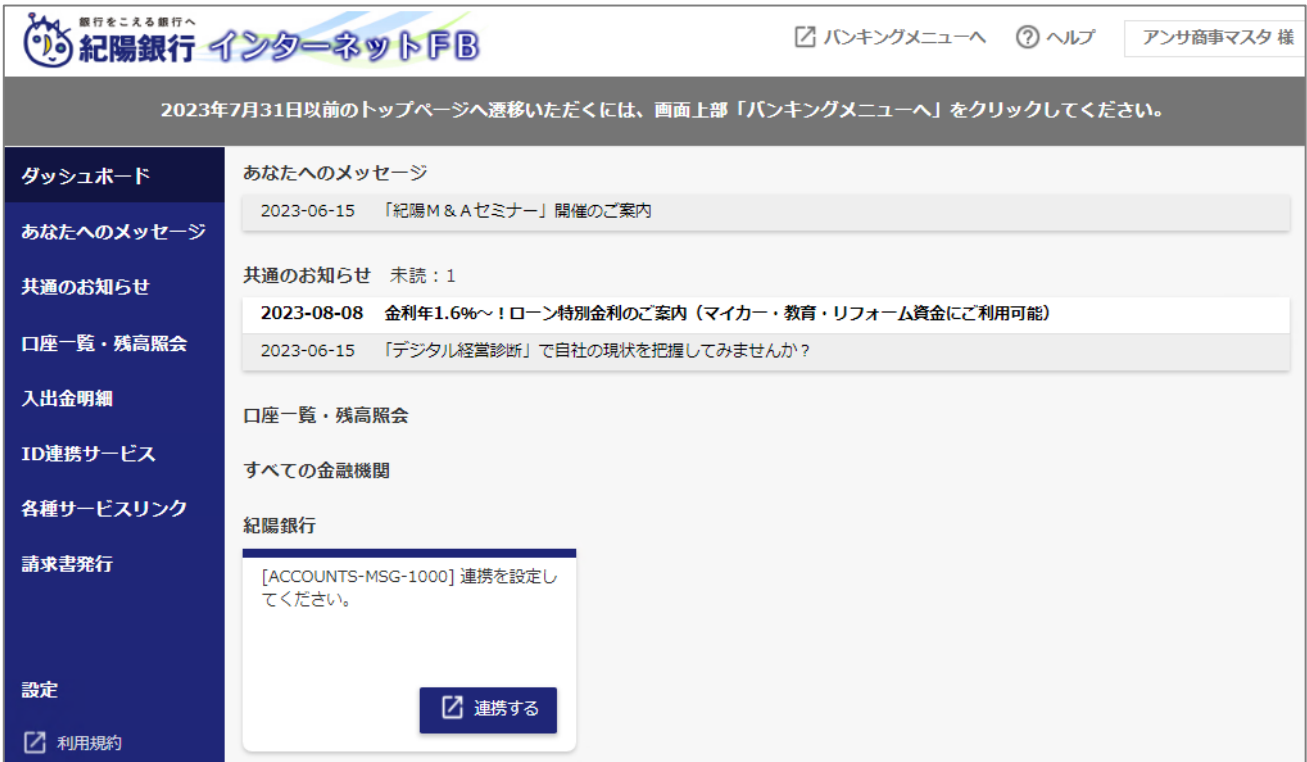 銀行をこえる銀行へ
紀陽銀行 インターネットFB
バンキングメニューへ
ヘルプ
アンサ商事マスタ 様
2023年7月31日以前のトップページへ遷移いただくには、画面上部「バンキングメニューへ」をクリックしてください。
ダッシュボード
あなたへのメッセージ
共通のお知らせ
口座一覧・残高照会
入出金明細
ID連携サービス
各種サービスリンク
請求書発行
設定
利用規約
あなたへのメッセージ
2023-06-15 「紀陽M&Aセミナー」開催のご案内
共通のお知らせ 未読:1
2023-08-08 金利年1.6%~!ローン特別金利のご案内(マイカー・教育・リフォーム資金にご利用可能)
2023-06-15 「デジタル経営診断」で自社の現状を把握してみませんか?
口座一覧・残高照会
すべての金融機関
紀陽銀行
[ACCOUNTS-MSG-1000] 連携を設定し
てください。
連携する